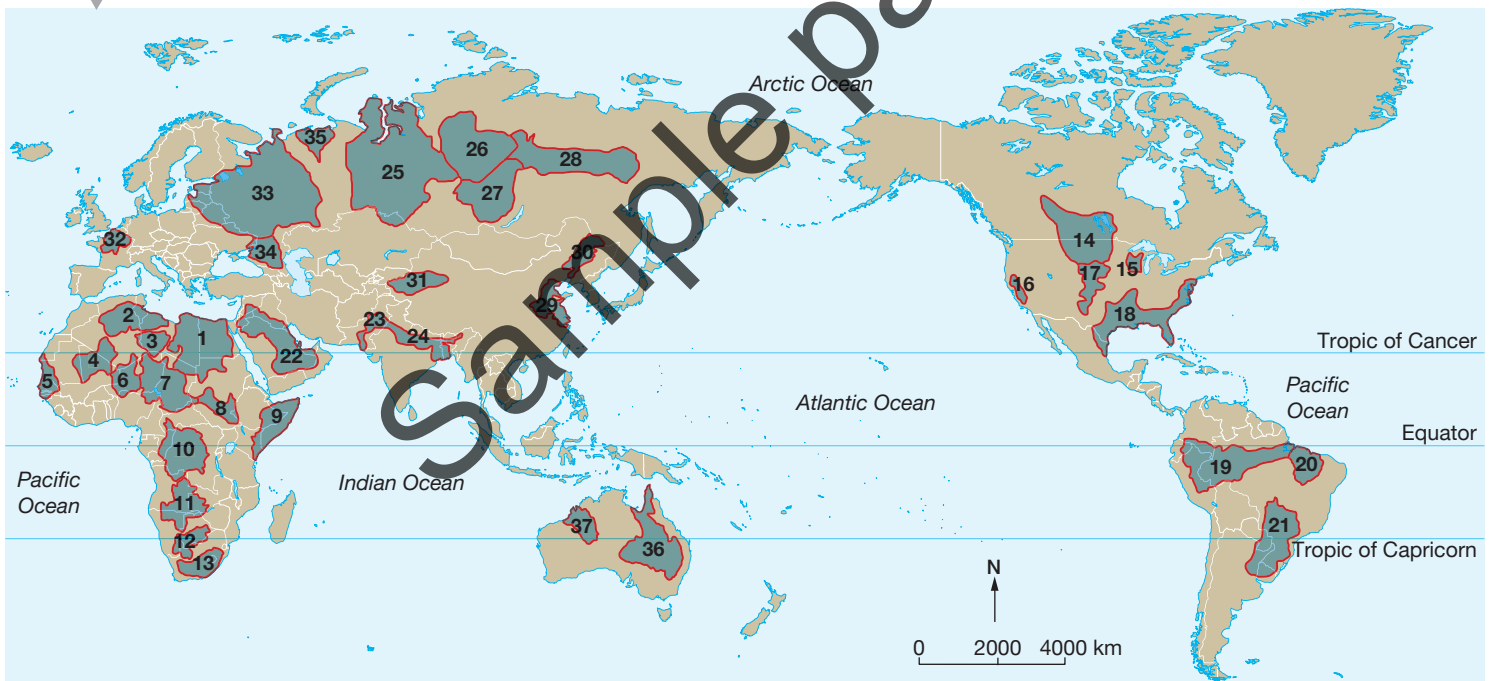 Sample pa
Arctic Ocean
35
26
25
28
27
33
32
34
30
14
17
15
31
16
29
18
2
23
24
3
1
Tropic of Cancer
22
4
5
6
7
Pacific
Ocean
Atlantic Ocean
8
9
Equator
10
19
20
Pacific
Ocean
Indian Ocean
11
37
21
12
36
Tropic of Capricorn
13
N
0 2000 4000 km